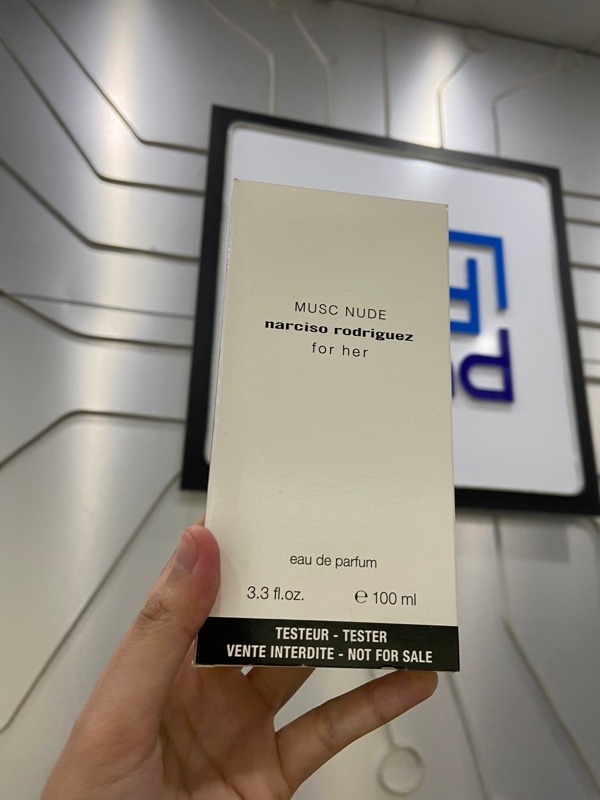 MUSC NUDE
narciso rodriguez
for her
eau de parfum
3.3 fl.oz. ℮ 100 ml
TESTEUR - TESTER
VENTE INTERDITE - NOT FOR SALE